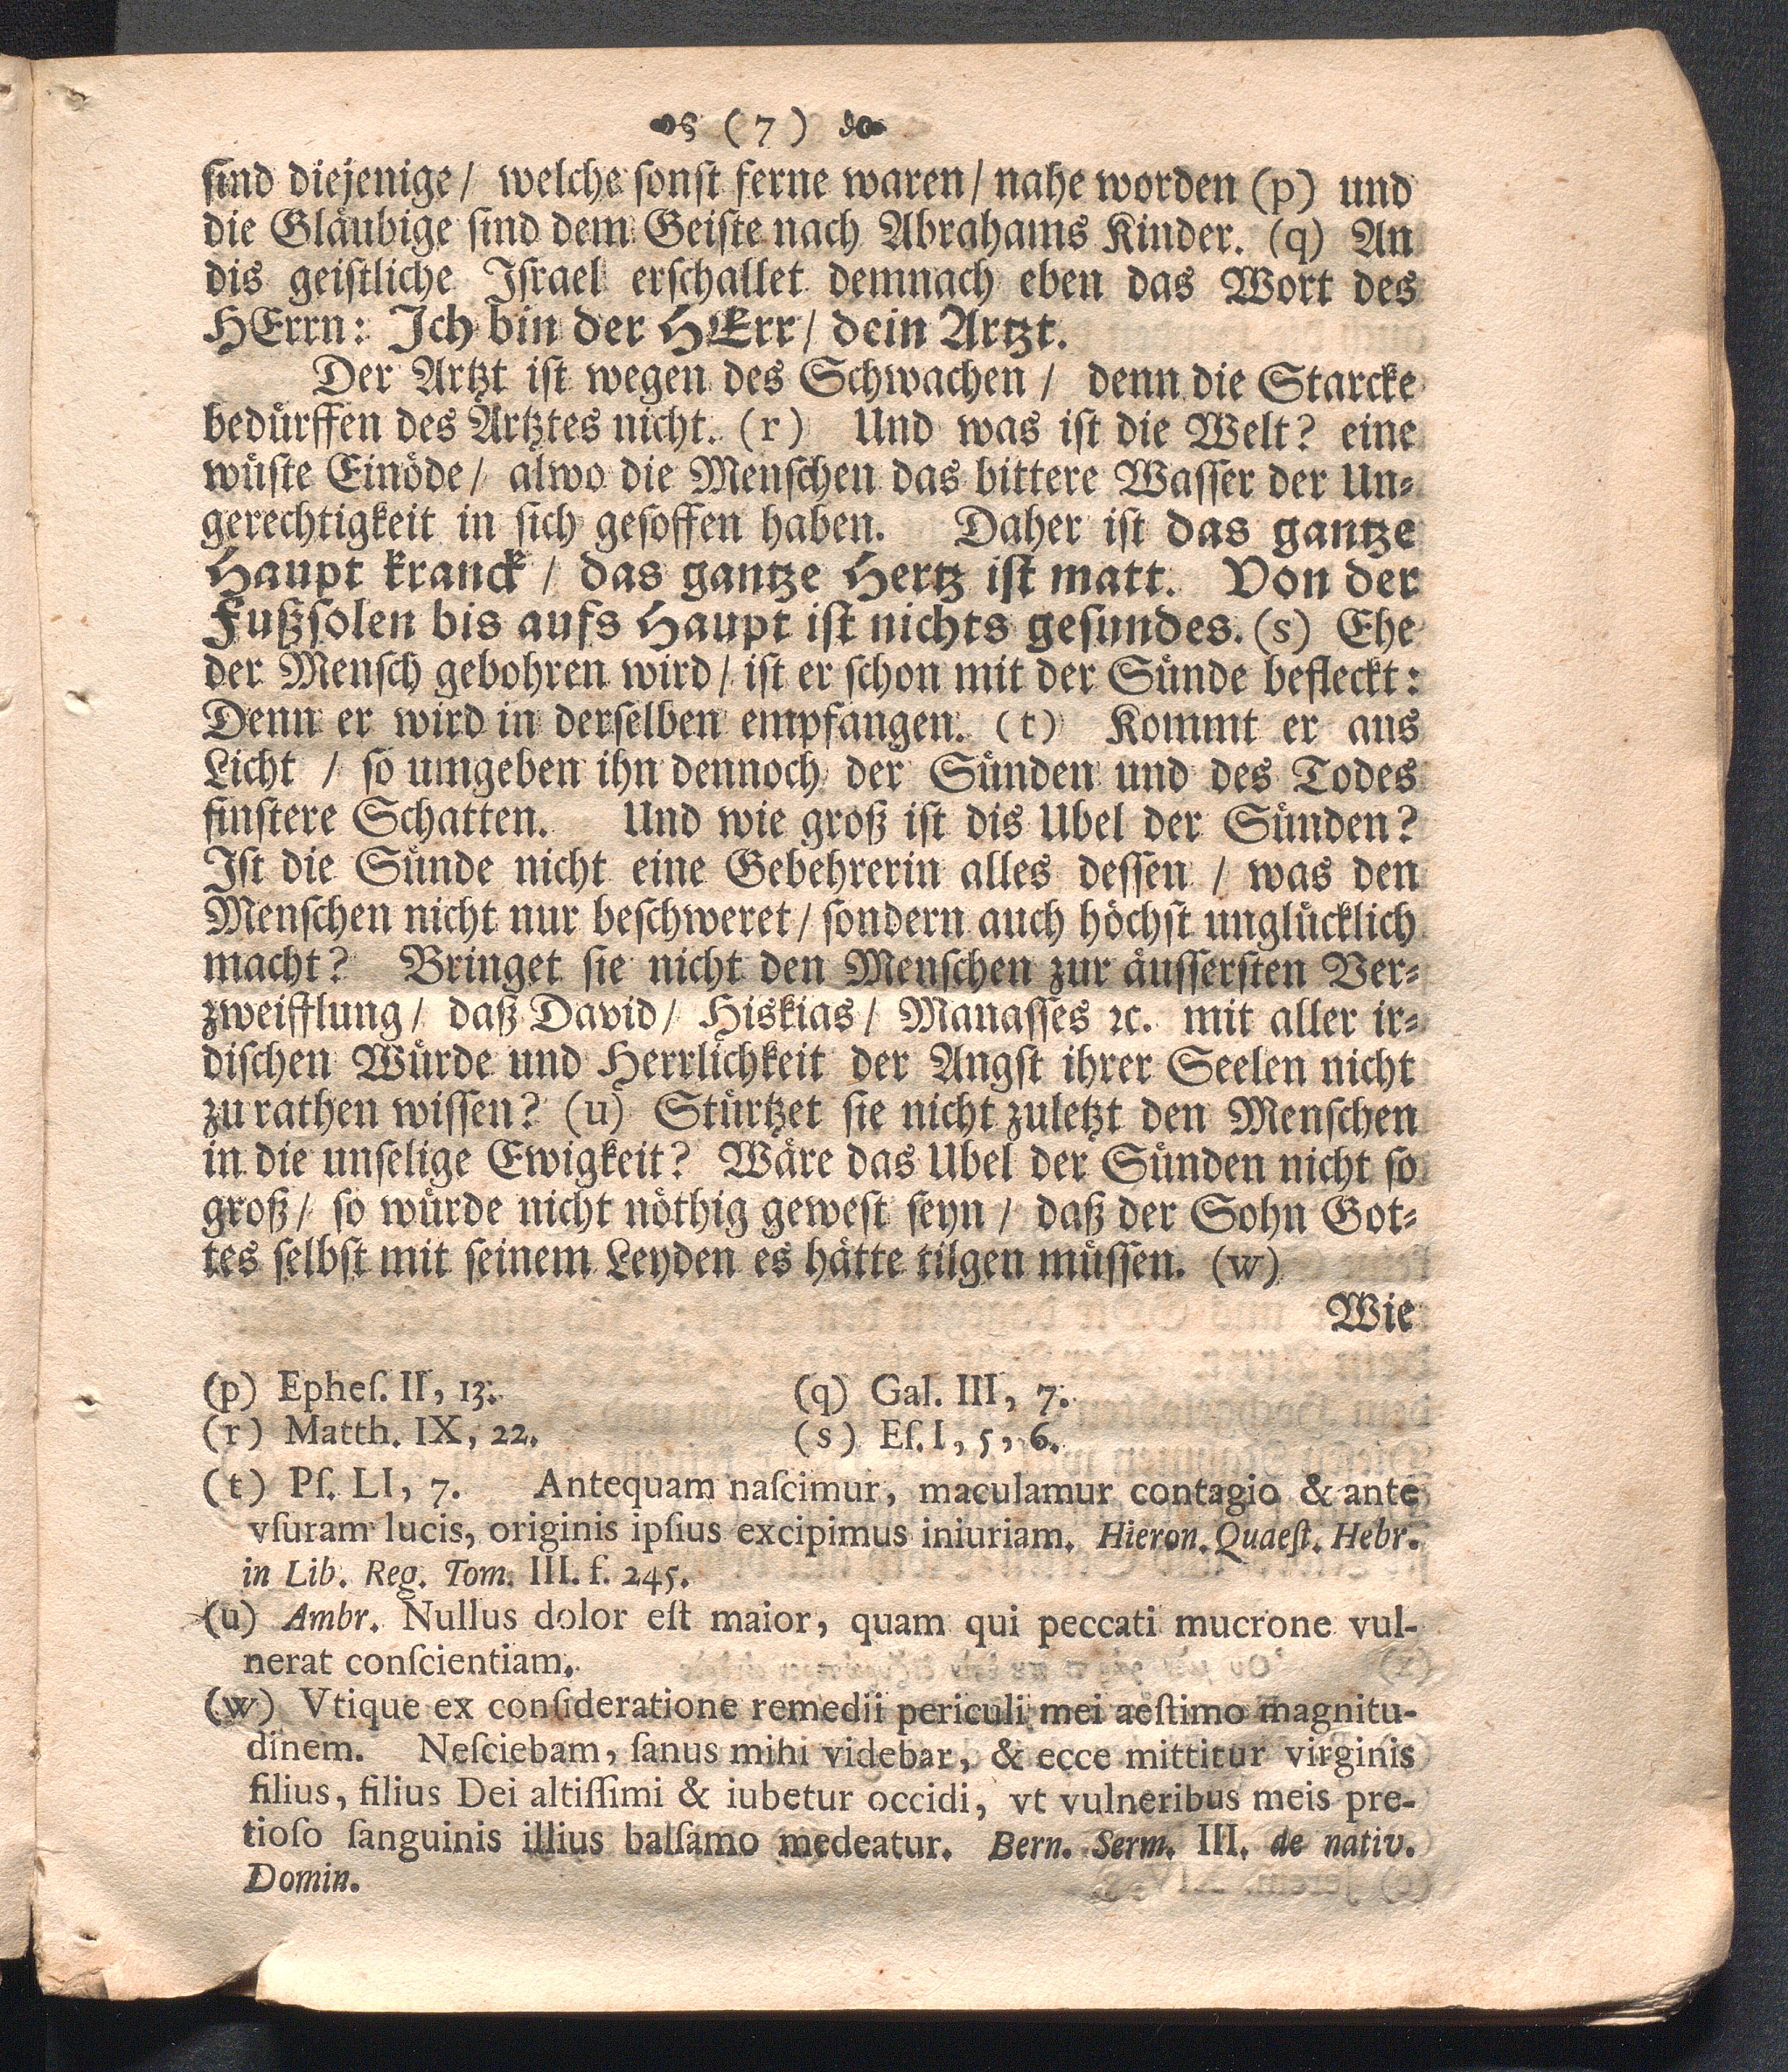 ( 7 )
sind diejenige/ welche sonst ferne waren/ nahe worden (p) und
die Gläubige sind dem Geiste nach Abrahams Kinder. (q) An
dis geistliche Israel erschallet demnach eben das Wort des
HErrn: Ich bin der HErr/ dein Artzt.
Der Artzt ist wegen des Schwachen / denn die Starcke
bedürffen des Artztes nicht. (r) Und was ist die Welt? eine
wüste Einöde/ alwo die Menschen das bittere Wasser der Un-
gerechtigkeit in sich gesoffen haben. Daher ist das gantze
Haupt kranck / das gantze Hertz ist matt. Von der
Fußsolen bis aufs Haupt ist nichts gesundes. (s) Ehe
der Mensch gebohren wird/ ist er schon mit der Sünde befleckt:
Denn er wird in derselben empfangen. (t) Kommt er ans
Licht / so umgeben ihn dennoch der Sünden und des Todes
finstere Schatten. Und wie groß ist dis Ubel der Sünden?
Ist die Sünde nicht eine Gebehrerin alles dessen / was den
Menschen nicht nur beschweret/ sondern auch höchst unglücklich
macht? Bringet sie nicht den Menschen zur äussersten Ver-
zweifflung/ daß David/ Hiskias/ Manasses ꝛc. mit aller ir-
dischen Würde und Herrlichkeit der Angst ihrer Seelen nicht
zu rathen wissen? (u) Stürtzet sie nicht zuletzt den Menschen
in die unselige Ewigkeit? Wäre das Ubel der Sünden nicht so
groß/ so würde nicht nöthig gewest seyn / daß der Sohn Got-
tes selbst mit seinem Leyden es hätte tilgen müssen. (w)
Wie
(p) Epheſ. II, 13. (q) Gal. III, 7.
(r) Matth. IX, 22. (s) Eſ. I, 5, 6.
(t) Pſ. LI, 7. Antequam naſcimur, maculamur contagio & ante
vſuram lucis, originis ipſius excipimus iniuriam. Hieron. Quaeſt. Hebr.
in Lib. Reg. Tom. III. f. 245.
(u) Ambr. Nullus dolor eſt maior, quam qui peccati mucrone vul-
nerat conſcientiam.
(w) Vtique ex conſideratione remedii periculi mei aeſtimo magnitu-
dinem. Neſciebam, ſanus mihi videbar, & ecce mittitur virginis
filius, filius Dei altiſſimi & iubetur occidi, vt vulneribus meis pre-
tioſo ſanguinis illius balſamo medeatur. Bern. Serm. III. de nativ.
Domin.